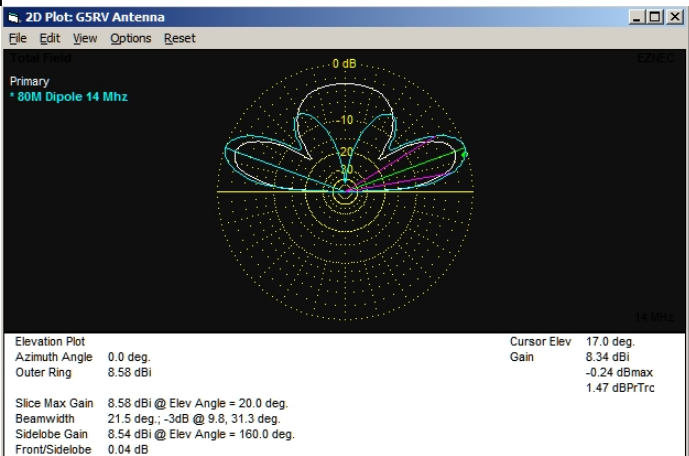 2D Plot: G5RV Antenna
File Edit View Options Reset
Total Field EZNEC
0 dB
Primary
* 80M Dipole 14 Mhz
-10
-20
-30
14 MHz
Elevation Plot Cursor Elev 17.0 deg.
Azimuth Angle 0.0 deg. Gain 8.34 dBi
Outer Ring 8.58 dBi -0.24 dBmax
1.47 dBPrTrc
Slice Max Gain 8.58 dBi @ Elev Angle = 20.0 deg.
Beamwidth 21.5 deg.; -3dB @ 9.8, 31.3 deg.
Sidelobe Gain 8.54 dBi @ Elev Angle = 160.0 deg.
Front/Sidelobe 0.04 dB